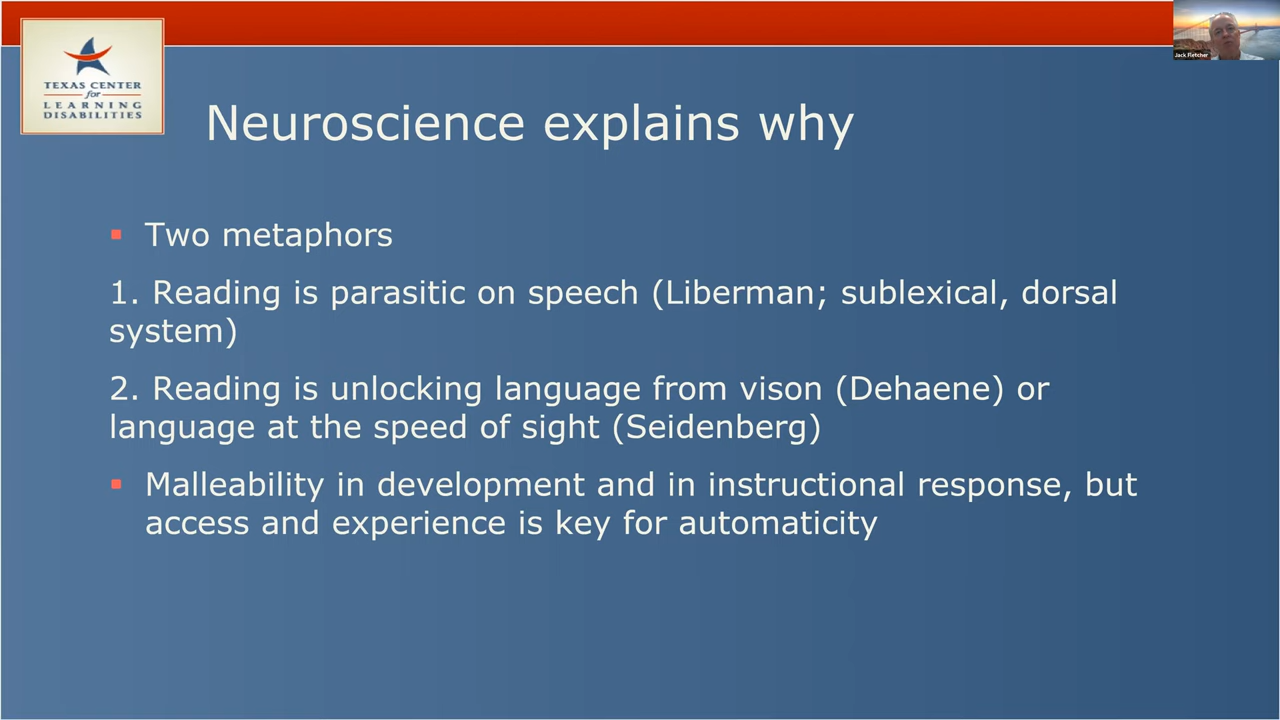 TEXAS CENTER
for
LEARNING
DISABILITIES
Jack Fletcher
Neuroscience explains why
▪ Two metaphors
1. Reading is parasitic on speech (Liberman; sublexical, dorsal
system)
2. Reading is unlocking language from vison (Dehaene) or
language at the speed of sight (Seidenberg)
▪ Malleability in development and in instructional response, but
access and experience is key for automaticity